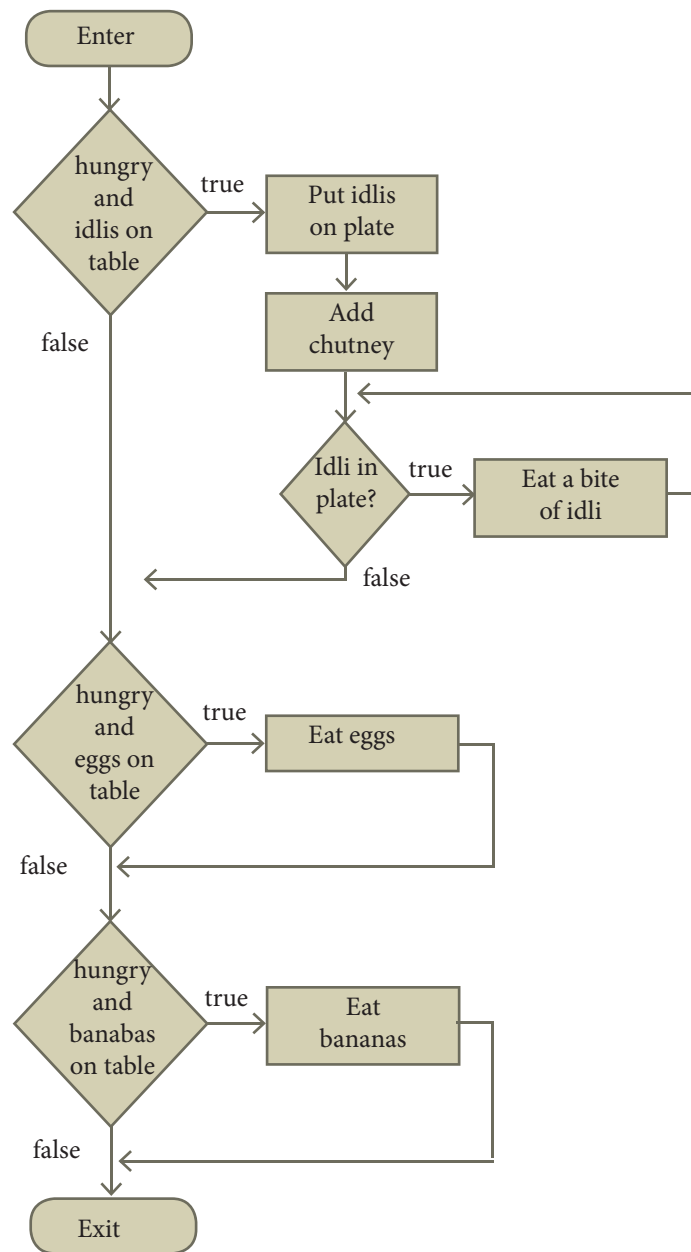 Enter
hungry
and
idlis on
table
true
Put idlis
on plate
false
Add
chutney
Idli in
plate?
true
Eat a bite
of idli
false
hungry
and
eggs on
table
true
Eat eggs
false
hungry
and
banabas
on table
true
Eat
bananas
false
Exit